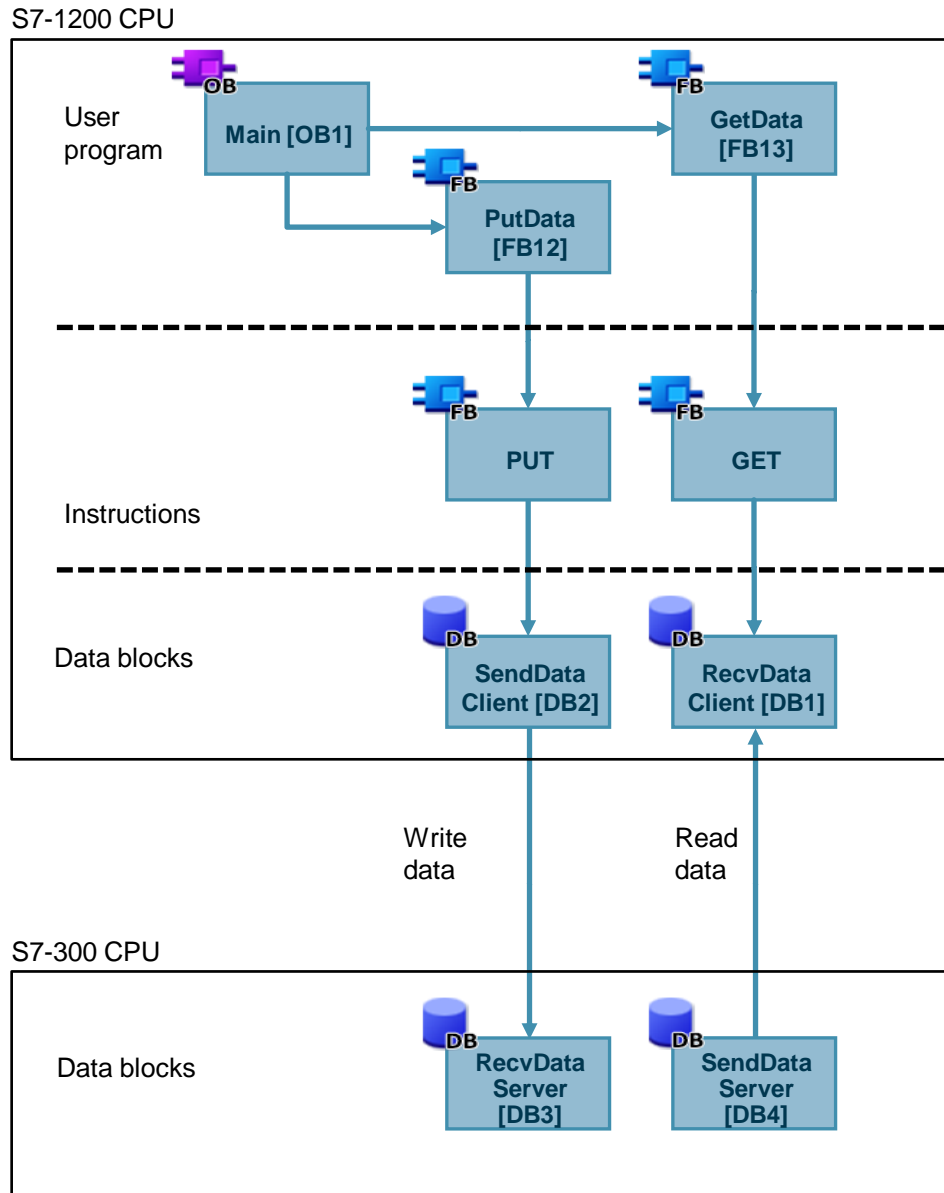 S7-1200 CPU
OB
FB
User
program
Main [OB1]
GetData
[FB13]
FB
PutData
[FB12]
FB
FB
PUT
GET
Instructions
DB
DB
Data blocks
SendData
Client [DB2]
RecvData
Client [DB1]
Write
data
Read
data
S7-300 CPU
DB
DB
Data blocks
RecvData
Server
[DB3]
SendData
Server
[DB4]